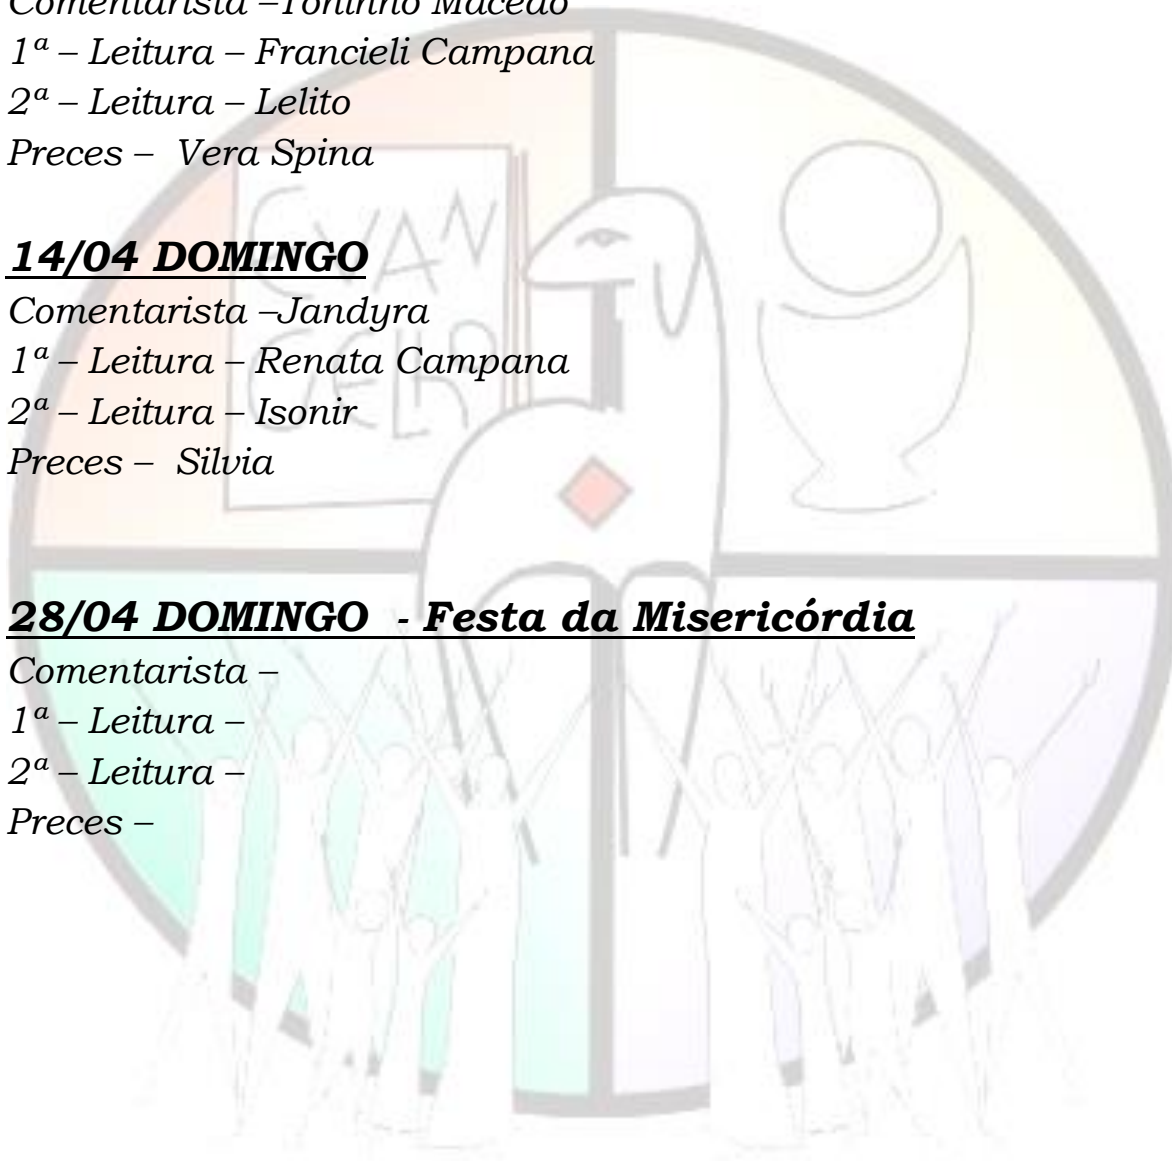 Comentarista –Toninho Macedo
1ª – Leitura – Francieli Campana
2ª – Leitura – Lelito
Preces –  Vera Spina
14/04 DOMINGO
Comentarista –Jandyra
1ª – Leitura – Renata Campana
2ª – Leitura – Isonir
Preces –  Silvia
28/04 DOMINGO  - Festa da Misericórdia
Comentarista –
1ª – Leitura –
2ª – Leitura –
Preces –
EVAN
GELHO